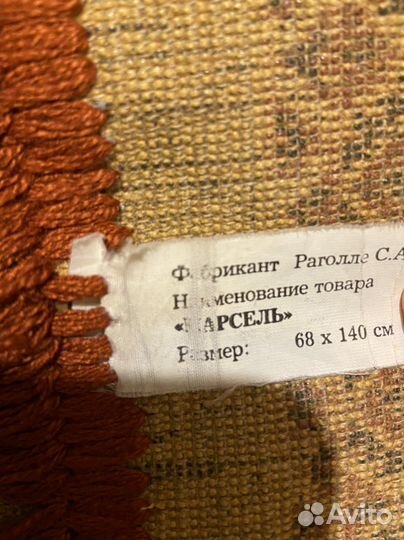 Фабрикант Раголле С.А
Наименование товара
«МАРСЕЛЬ»
Размер: 68 x 140 см
Avito